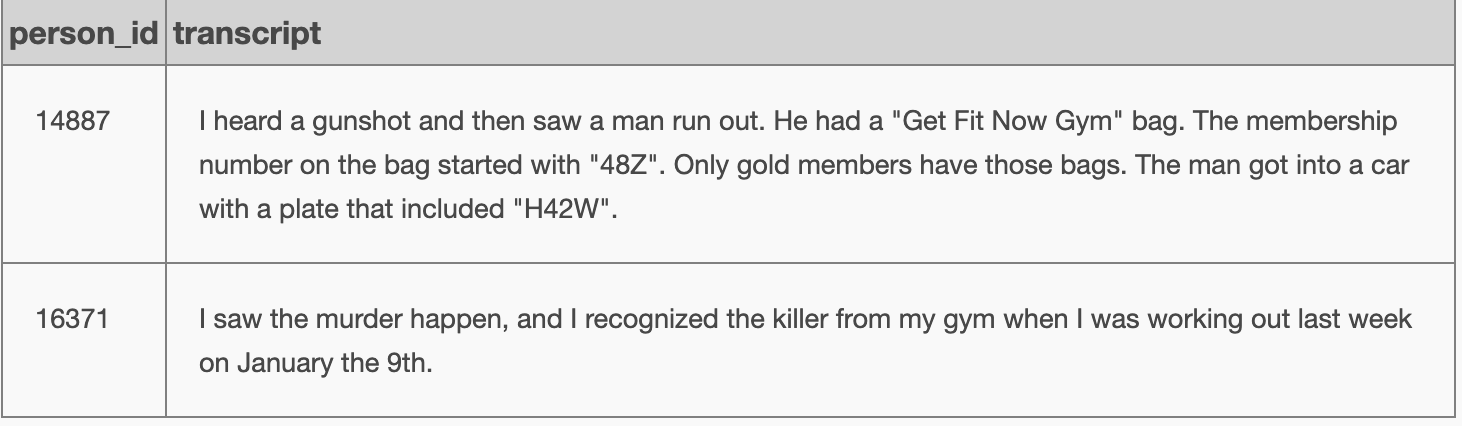 person_id transcript
14887 I heard a gunshot and then saw a man run out. He had a "Get Fit Now Gym" bag. The membership
number on the bag started with "48Z". Only gold members have those bags. The man got into a car
with a plate that included "H42W".
16371 I saw the murder happen, and I recognized the killer from my gym when I was working out last week
on January the 9th.